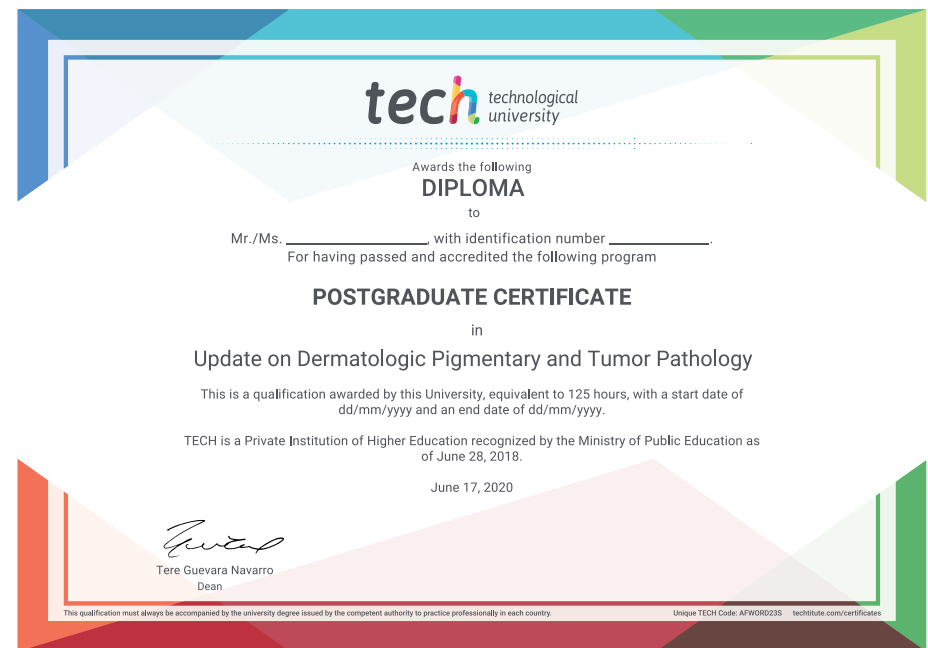 tech technological
university
Awards the following
DIPLOMA
to
Mr./Ms. ____________________, with identification number ______________.
For having passed and accredited the following program
POSTGRADUATE CERTIFICATE
in
Update on Dermatologic Pigmentary and Tumor Pathology
This is a qualification awarded by this University, equivalent to 125 hours, with a start date of
dd/mm/yyyy and an end date of dd/mm/yyyy.
TECH is a Private Institution of Higher Education recognized by the Ministry of Public Education as
of June 28, 2018.
June 17, 2020
Tere Guevara Navarro
Dean
This qualification must always be accompanied by the university degree issued by the competent authority to practice professionally in each country. Unique TECH Code: AFWORD23S techtitute.com/certificates